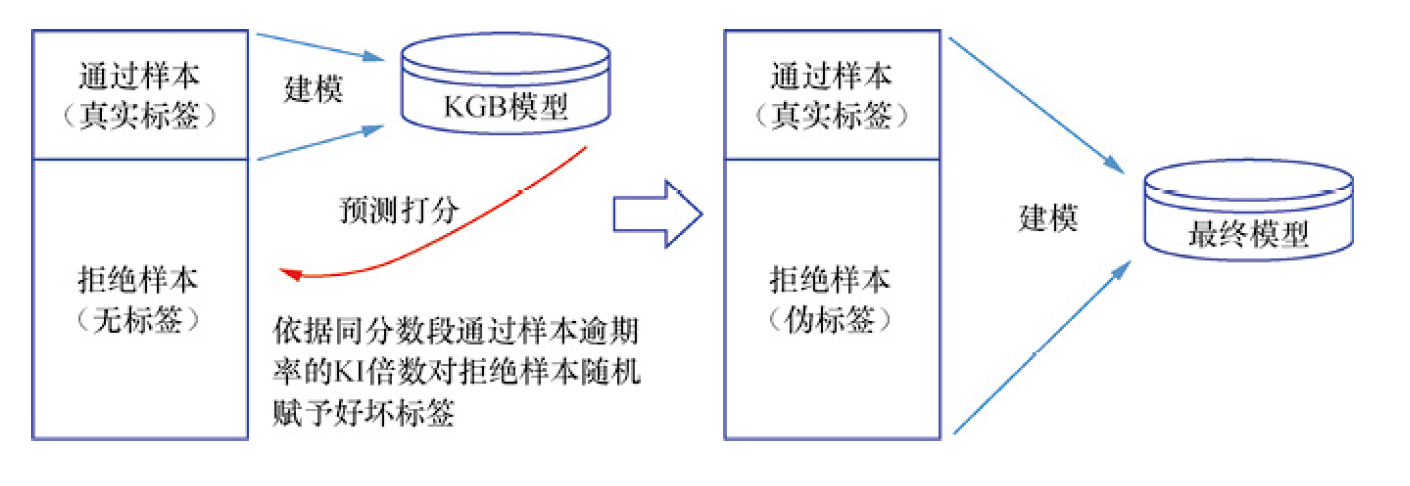 通过样本
（真实标签）
建模
KGB模型
预测打分
拒绝样本
（无标签）
依据同分数段通过样本逾期
率的KI倍数对拒绝样本随机
赋予好坏标签
通过样本
（真实标签）
拒绝样本
（伪标签）
建模
最终模型